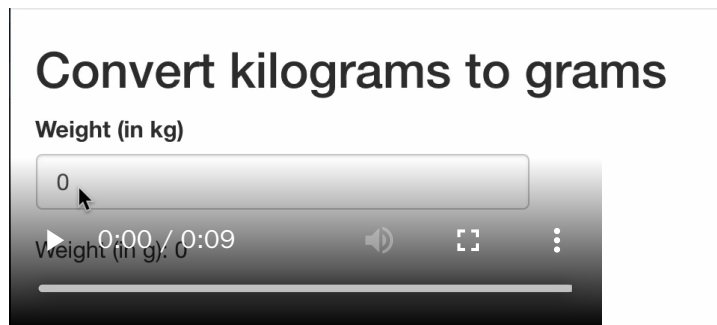 Convert kilograms to grams
Weight (in kg)
0
0:00 / 0:09
Weight (in g): 0